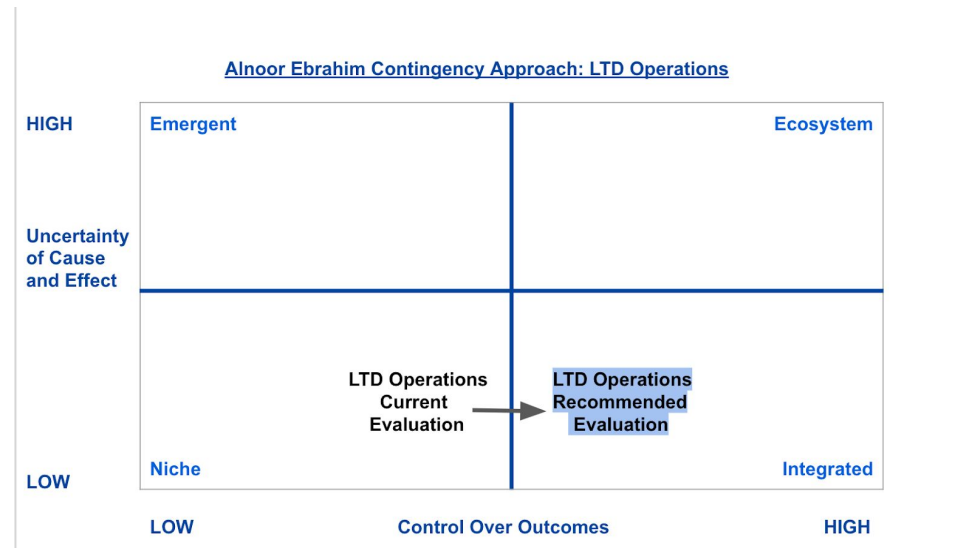 Alnoor Ebrahim Contingency Approach: LTD Operations
HIGH
Emergent
Ecosystem
Uncertainty
of Cause
and Effect
LTD Operations
Current
Evaluation
LTD Operations
Recommended
Evaluation
Niche
Integrated
LOW
LOW
Control Over Outcomes
HIGH